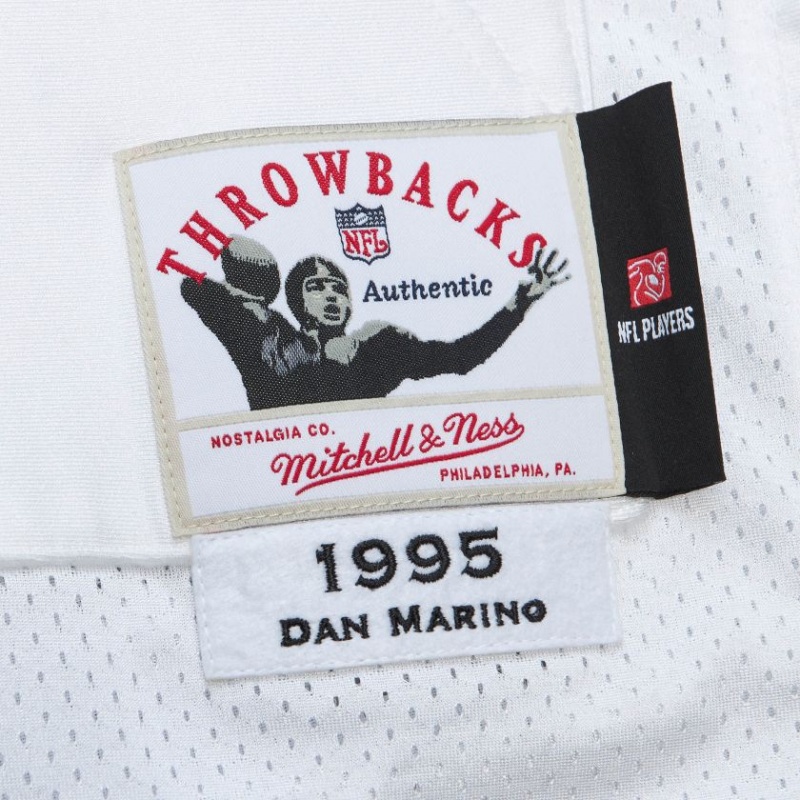 THROWBACKS
NFL
Authentic
NFL PLAYERS
NOSTALGIA CO.
Mitchell & Ness
PHILADELPHIA, PA.
1995
DAN MARINO